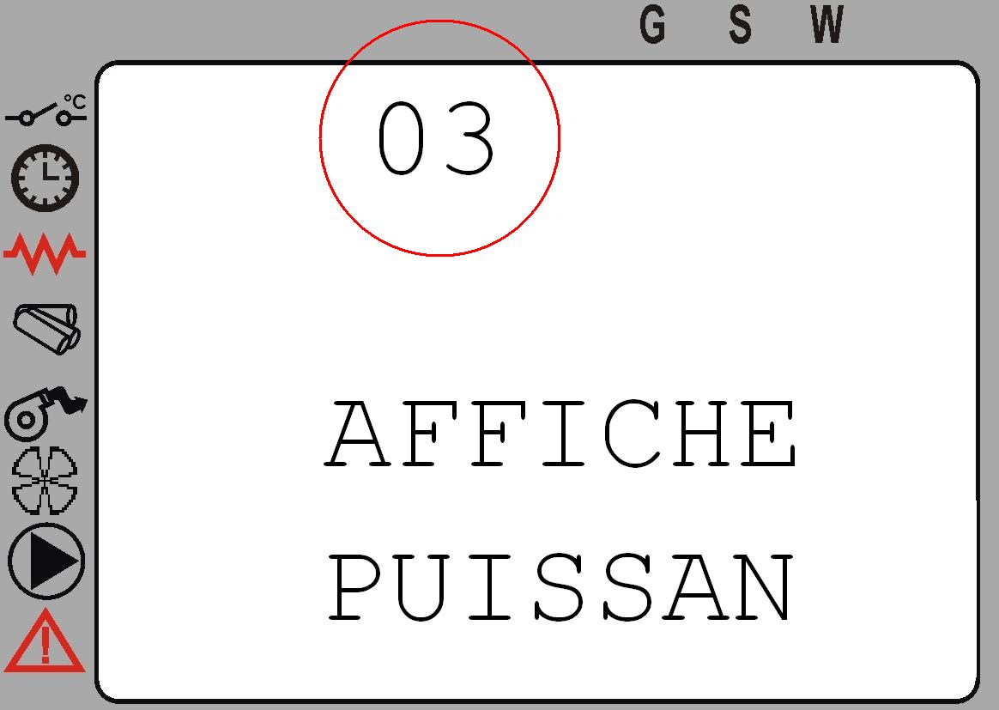 G S W
°C
03
AFFICHE
PUISSAN